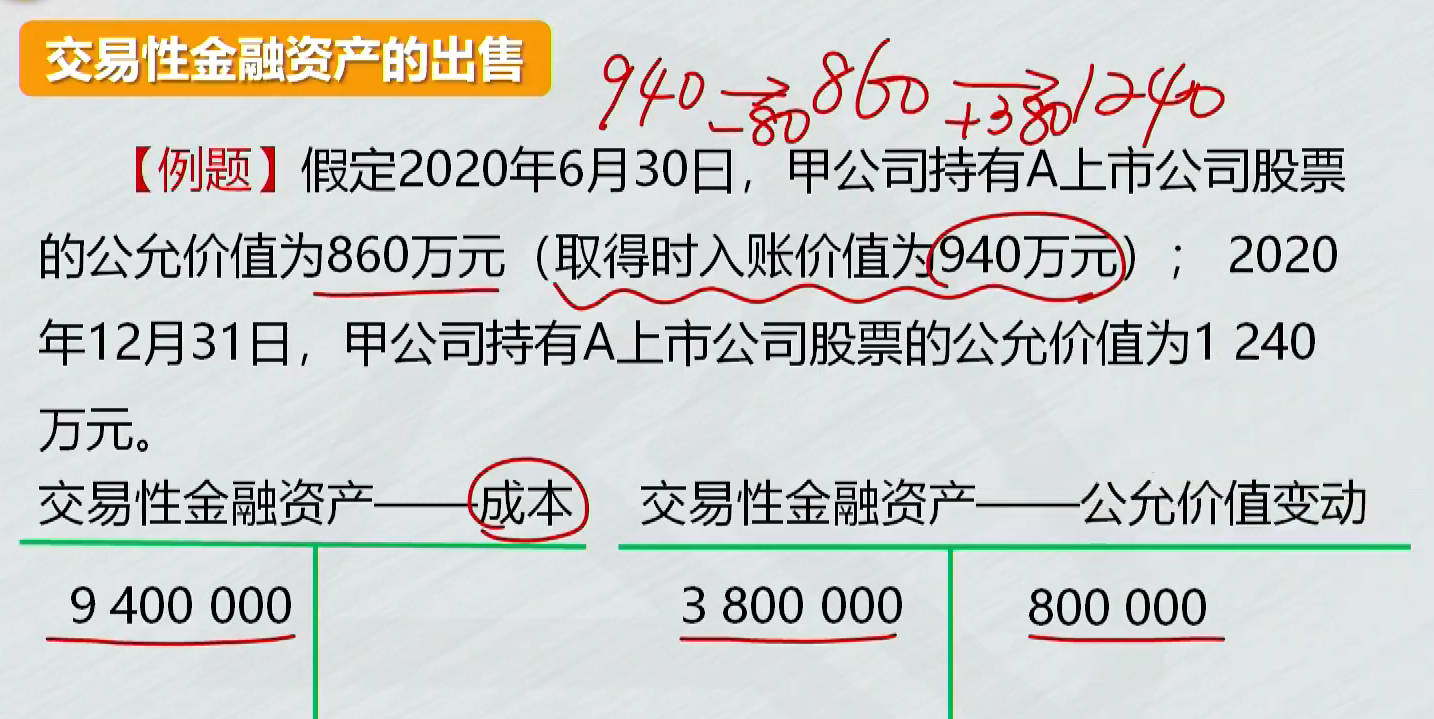 交易性金融资产的出售
940 → 860 → 1240
-80 +380
【例题】假定2020年6月30日，甲公司持有A上市公司股票
的公允价值为860万元（取得时入账价值为940万元）； 2020
年12月31日，甲公司持有A上市公司股票的公允价值为1 240
万元。
交易性金融资产——成本 交易性金融资产——公允价值变动
9 400 000 3 800 000 800 000